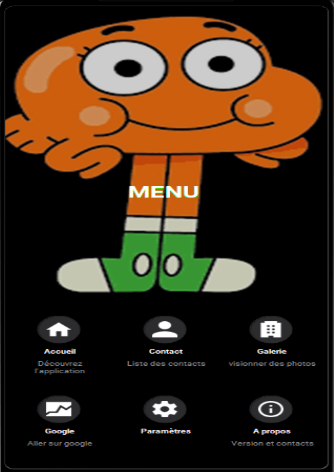 MENU
Accueil
Contact
Galerie
Découvrez
l'application
Liste des contacts
visionner des photos
Google
Paramètres
A propos
Aller sur google
Version et contacts